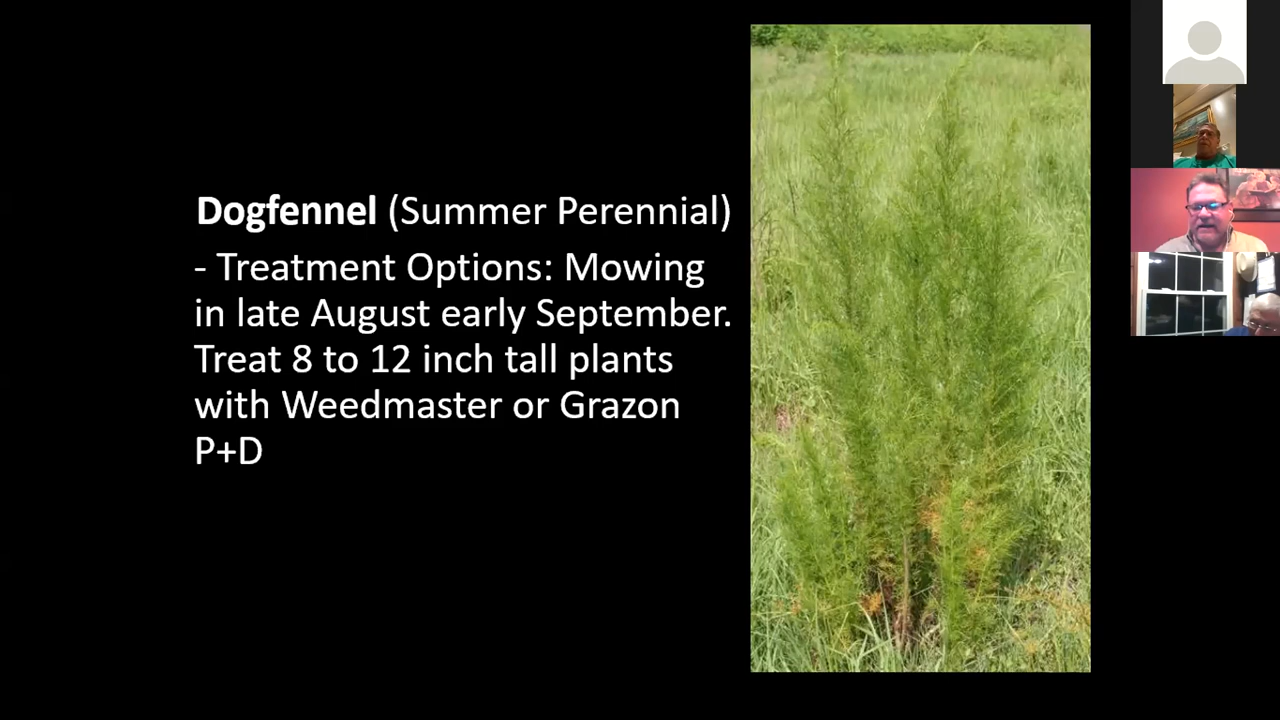 Dogfennel (Summer Perennial)
- Treatment Options: Mowing
in late August early September.
Treat 8 to 12 inch tall plants
with Weedmaster or Grazon
P+D